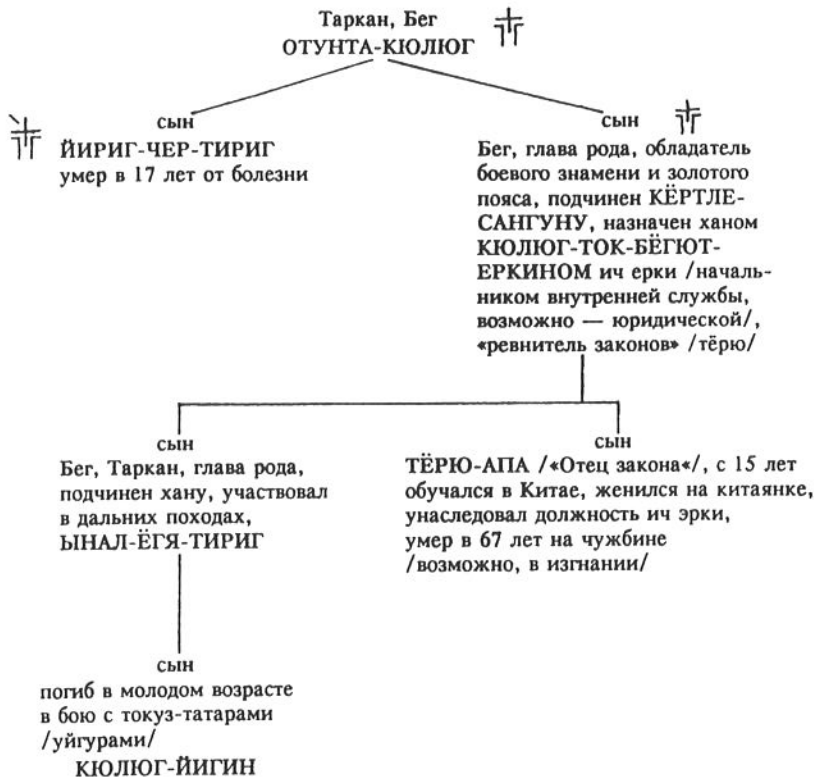 Таркан, Бег
ОТУНТА-КЮЛЮГ
сын
ЙИРИГ-ЧЕР-ТИРИГ
умер в 17 лет от болезни
сын
Бег, глава рода, обладатель
боевого знамени и золотого
пояса, подчинен КЁРТЛЕ-
САНГУНУ, назначен ханом
КЮЛЮГ-ТОК-БЁГЮТ-
ЕРКИНОМ ич ерки /началь-
ником внутренней службы,
возможно — юридической/,
«ревнитель законов» /тёрю/
сын
Бег, Таркан, глава рода,
подчинен хану, участвовал
в дальних походах,
ЫНАЛ-ЁГЯ-ТИРИГ
сын
ТЁРЮ-АПА /«Отец закона«/, с 15 лет
обучался в Китае, женился на китаянке,
унаследовал должность ич эрки,
умер в 67 лет на чужбине
/возможно, в изгнании/
сын
погиб в молодом возрасте
в бою с токуз-татарами
/уйгурами/
КЮЛЮГ-ЙИГИН